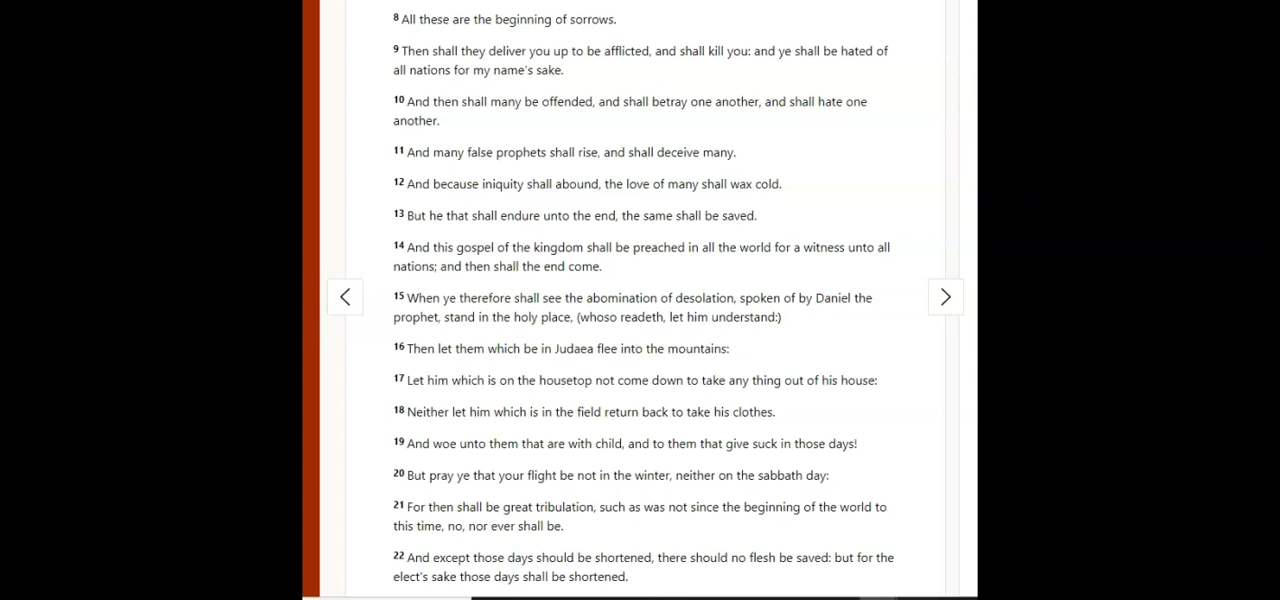 8 All these are the beginning of sorrows.
9 Then shall they deliver you up to be afflicted, and shall kill you: and ye shall be hated of
all nations for my name's sake.
10 And then shall many be offended, and shall betray one another, and shall hate one
another.
11 And many false prophets shall rise, and shall deceive many.
12 And because iniquity shall abound, the love of many shall wax cold.
13 But he that shall endure unto the end, the same shall be saved.
14 And this gospel of the kingdom shall be preached in all the world for a witness unto all
nations; and then shall the end come.
15 When ye therefore shall see the abomination of desolation, spoken of by Daniel the
prophet, stand in the holy place, (whoso readeth, let him understand:)
16 Then let them which be in Judaea flee into the mountains:
17 Let him which is on the housetop not come down to take any thing out of his house:
18 Neither let him which is in the field return back to take his clothes.
19 And woe unto them that are with child, and to them that give suck in those days!
20 But pray ye that your flight be not in the winter, neither on the sabbath day:
21 For then shall be great tribulation, such as was not since the beginning of the world to
this time, no, nor ever shall be.
22 And except those days should be shortened, there should no flesh be saved: but for the
elect's sake those days shall be shortened.